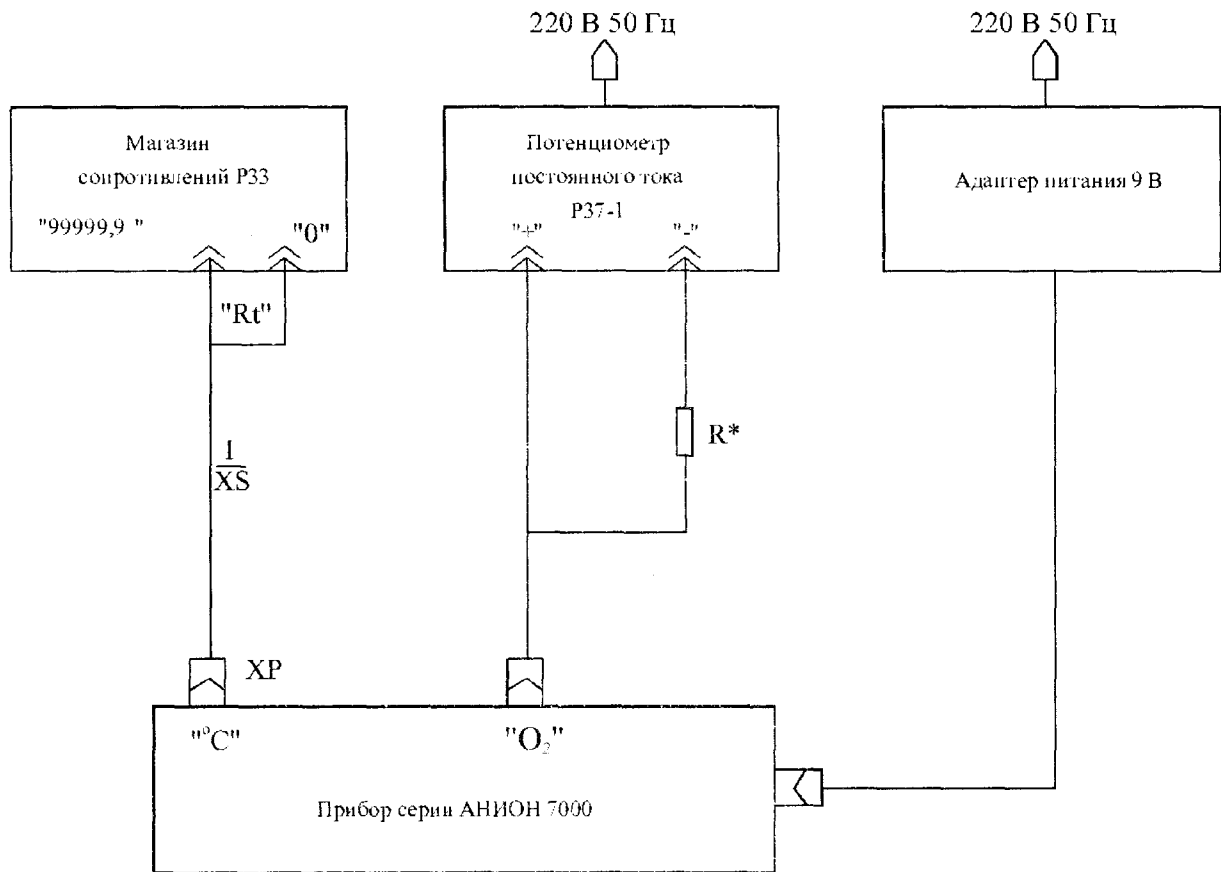 220 В 50 Гц
220 В 50 Гц
Магазин
сопротивлений Р33
"99999,9 "
"0"
Потенциометр
постоянного тока
Р37-1
"+"
"-"
Адаптер питания 9 В
"Rt"
R*
1
XS
XP
"°C"
"O₂"
Прибор серии АНИОН 7000